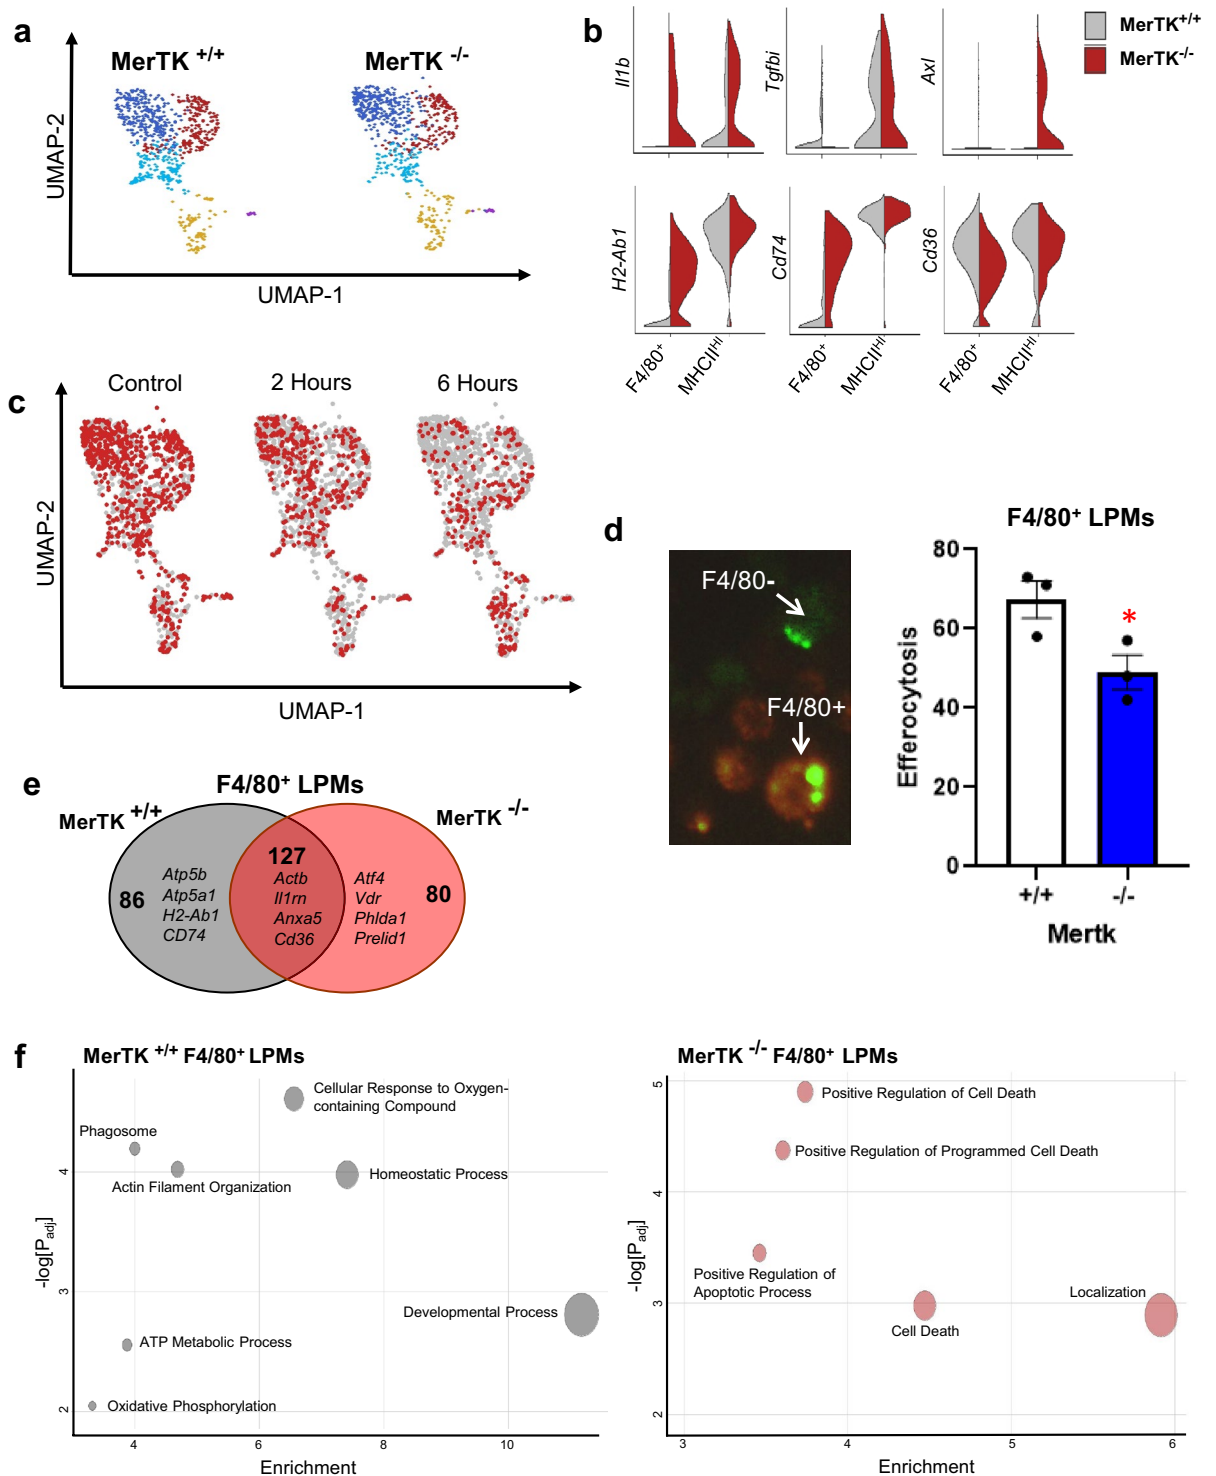 a
MerTK +/+
MerTK -/-
UMAP-2
UMAP-1
b
MerTK+/+
MerTK-/-
Il1b
Tgfbi
Axl
H2-Ab1
Cd74
Cd36
F4/80+
MHCIIHI
F4/80+
MHCIIHI
F4/80+
MHCIIHI
c
Control
2 Hours
6 Hours
UMAP-2
UMAP-1
d
F4/80-
F4/80+
F4/80+ LPMs
*
Efferocytosis
80
60
40
20
0
+/+
-/-
Mertk
e
F4/80+ LPMs
MerTK +/+
MerTK -/-
86
Atp5b
Atp5a1
H2-Ab1
CD74
127
Actb
Il1rn
Anxa5
Cd36
Atf4
Vdr
Phlda1
Prelid1
80
f
MerTK +/+ F4/80+ LPMs
Cellular Response to Oxygen-
containing Compound
Phagosome
Actin Filament Organization
Homeostatic Process
Developmental Process
ATP Metabolic Process
Oxidative Phosphorylation
-log[Padj]
4
3
2
4
6
8
10
Enrichment
MerTK -/- F4/80+ LPMs
Positive Regulation of Cell Death
Positive Regulation of Programmed Cell Death
Positive Regulation of
Apoptotic Process
Cell Death
Localization
-log[Padj]
5
4
3
2
3
4
5
6
Enrichment